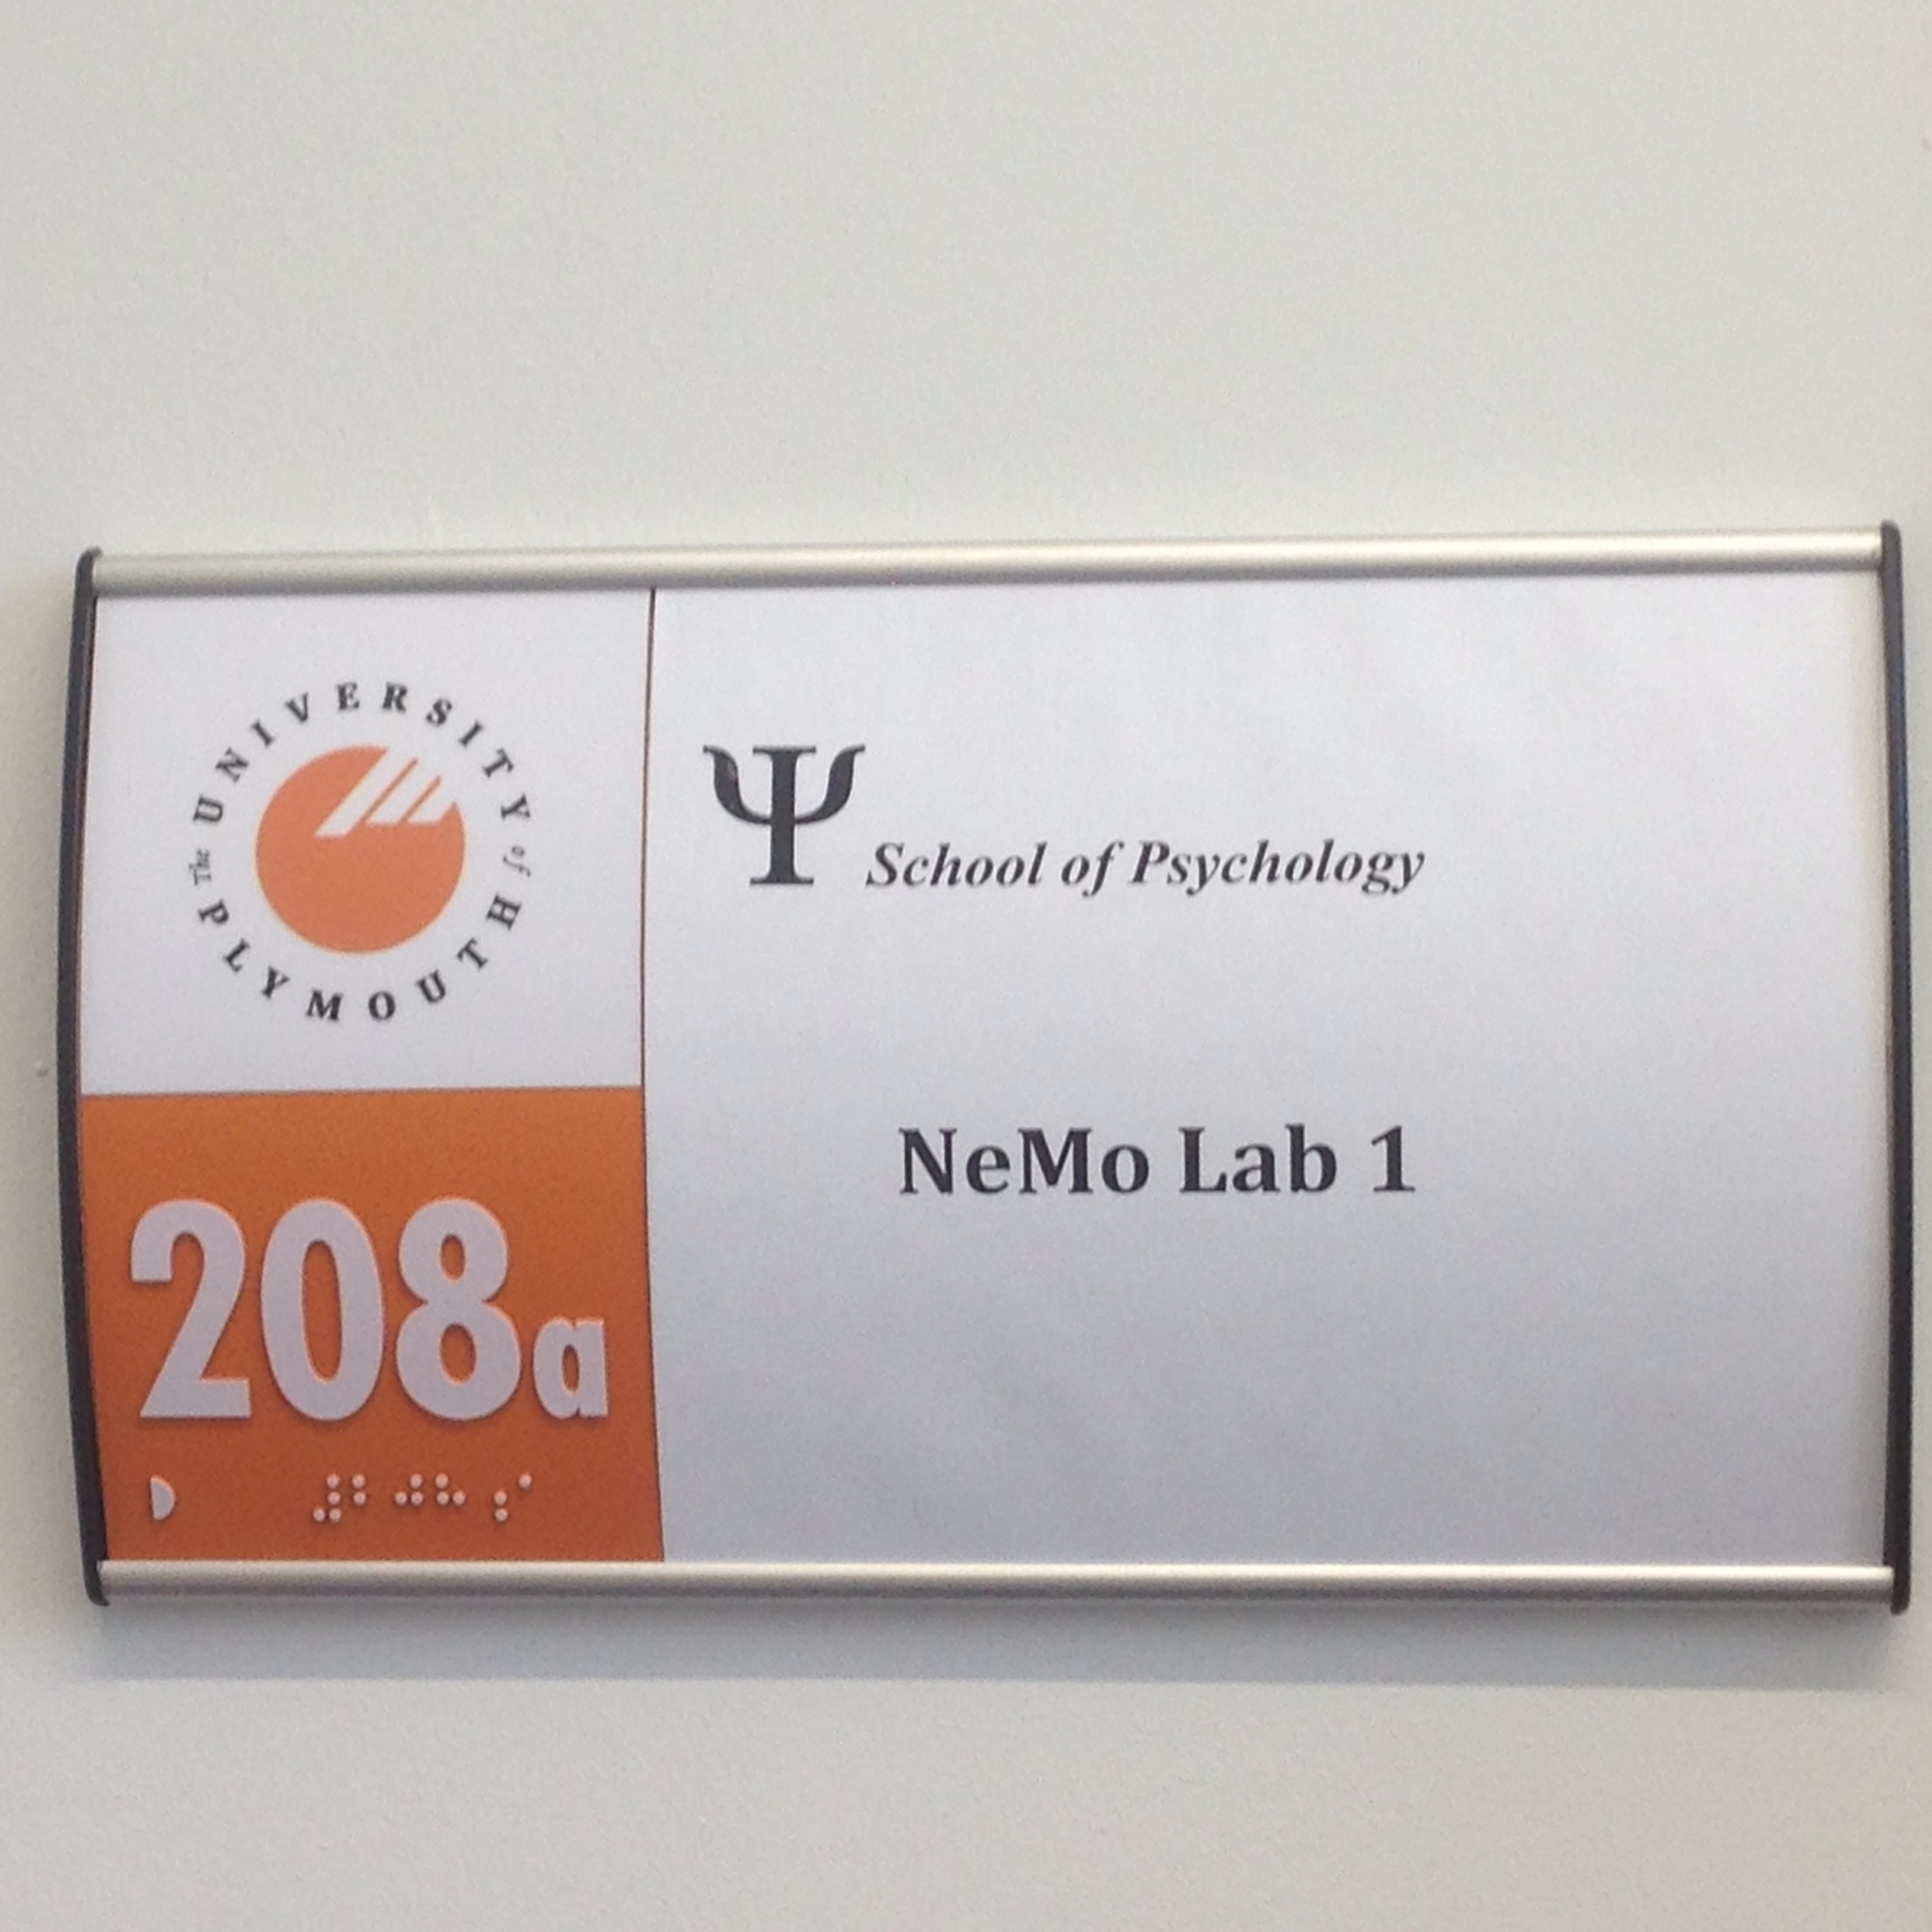 The UNIVERSITY of PLYMOUTH
Ψ School of Psychology
NeMo Lab 1
208a
⠼⠃⠚⠓⠰⠁